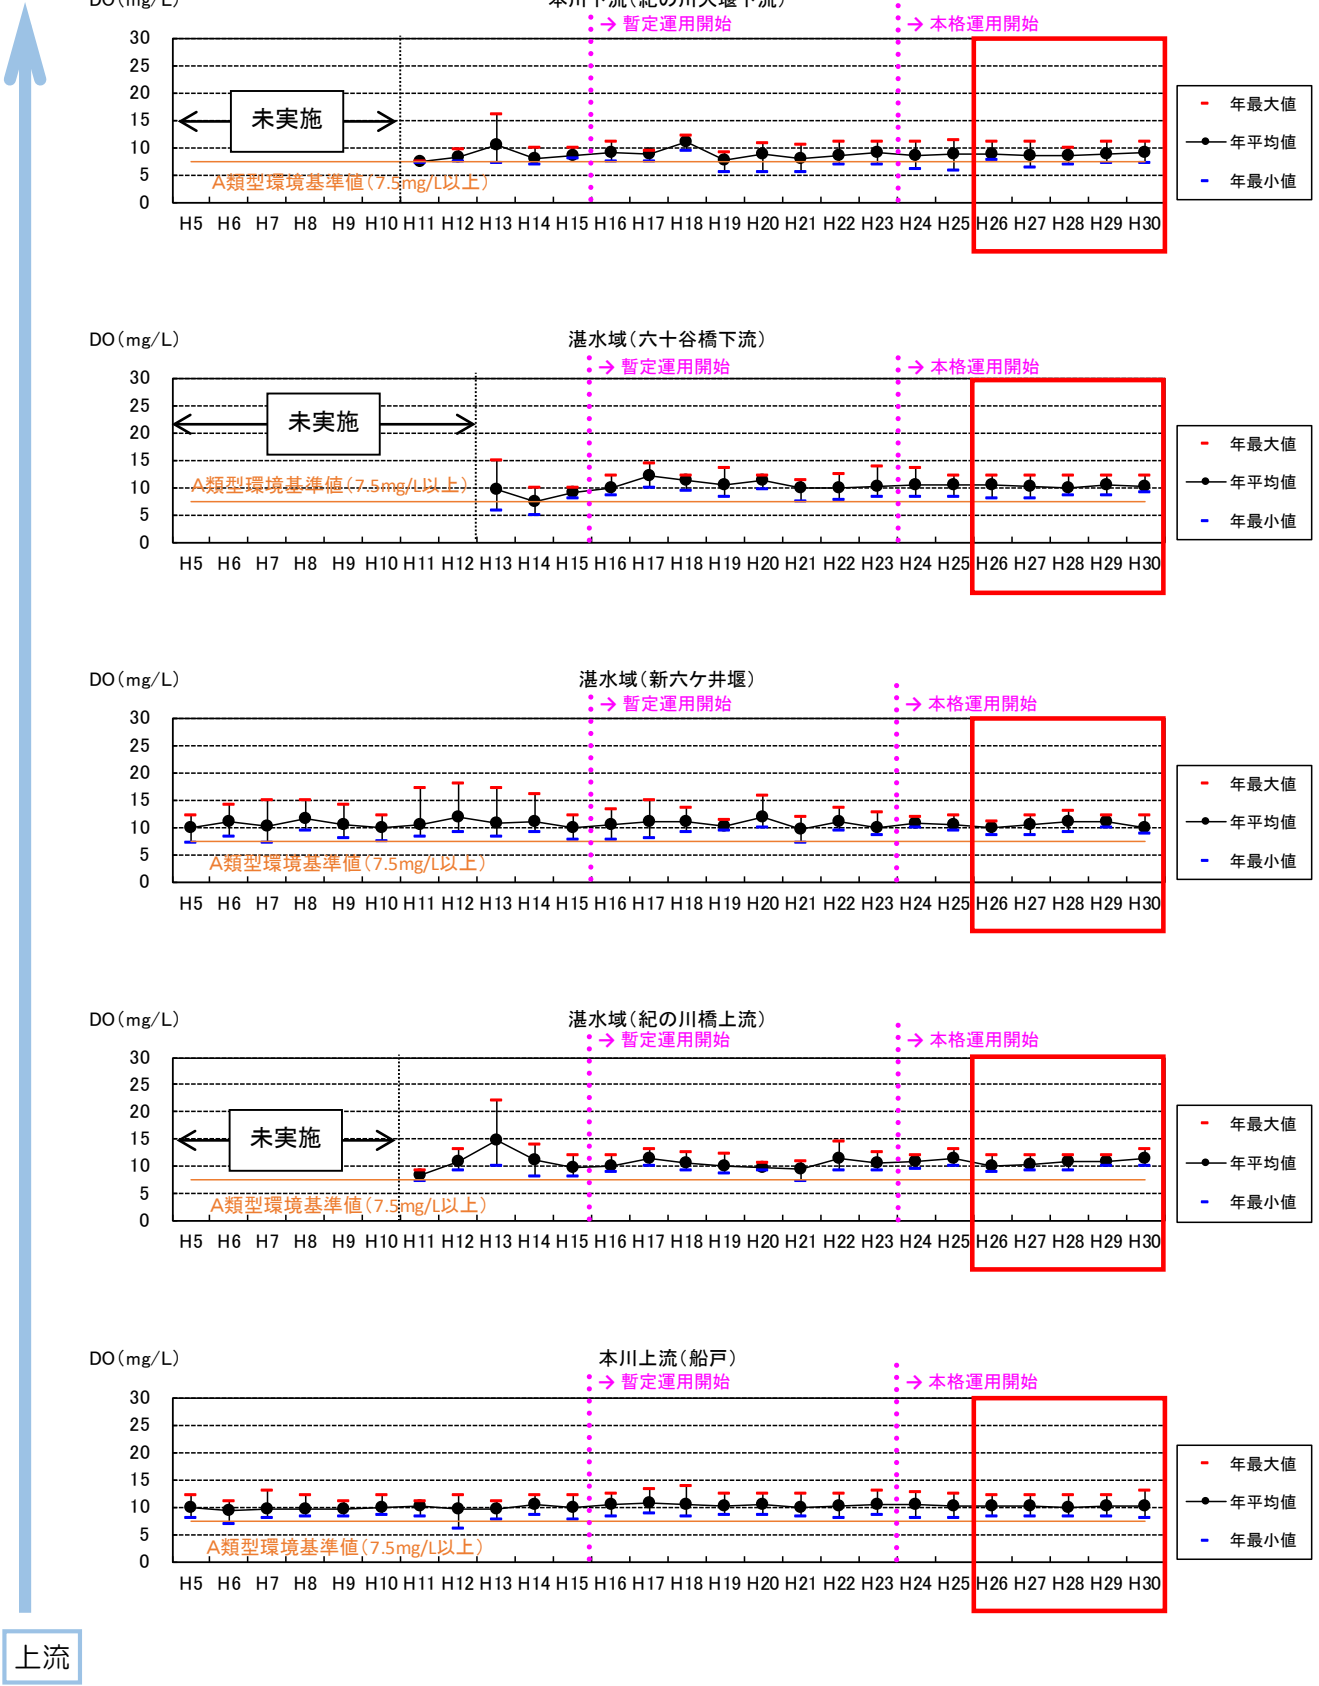 DO(mg/L)
本川下流(紀の川大堰下流)
→ 暫定運用開始
→ 本格運用開始
30
25
20
15
10
5
0
未実施
A類型環境基準値(7.5mg/L以上)
H5 H6 H7 H8 H9 H10 H11 H12 H13 H14 H15 H16 H17 H18 H19 H20 H21 H22 H23 H24 H25 H26 H27 H28 H29 H30
年最大値
年平均値
年最小値
DO(mg/L)
湛水域(六十谷橋下流)
→ 暫定運用開始
→ 本格運用開始
30
25
20
15
10
5
0
未実施
A類型環境基準値(7.5mg/L以上)
H5 H6 H7 H8 H9 H10 H11 H12 H13 H14 H15 H16 H17 H18 H19 H20 H21 H22 H23 H24 H25 H26 H27 H28 H29 H30
年最大値
年平均値
年最小値
DO(mg/L)
湛水域(新六ケ井堰)
→ 暫定運用開始
→ 本格運用開始
30
25
20
15
10
5
0
A類型環境基準値(7.5mg/L以上)
H5 H6 H7 H8 H9 H10 H11 H12 H13 H14 H15 H16 H17 H18 H19 H20 H21 H22 H23 H24 H25 H26 H27 H28 H29 H30
年最大値
年平均値
年最小値
DO(mg/L)
湛水域(紀の川橋上流)
→ 暫定運用開始
→ 本格運用開始
30
25
20
15
10
5
0
未実施
A類型環境基準値(7.5mg/L以上)
H5 H6 H7 H8 H9 H10 H11 H12 H13 H14 H15 H16 H17 H18 H19 H20 H21 H22 H23 H24 H25 H26 H27 H28 H29 H30
年最大値
年平均値
年最小値
DO(mg/L)
本川上流(船戸)
→ 暫定運用開始
→ 本格運用開始
30
25
20
15
10
5
0
A類型環境基準値(7.5mg/L以上)
H5 H6 H7 H8 H9 H10 H11 H12 H13 H14 H15 H16 H17 H18 H19 H20 H21 H22 H23 H24 H25 H26 H27 H28 H29 H30
年最大値
年平均値
年最小値
上流